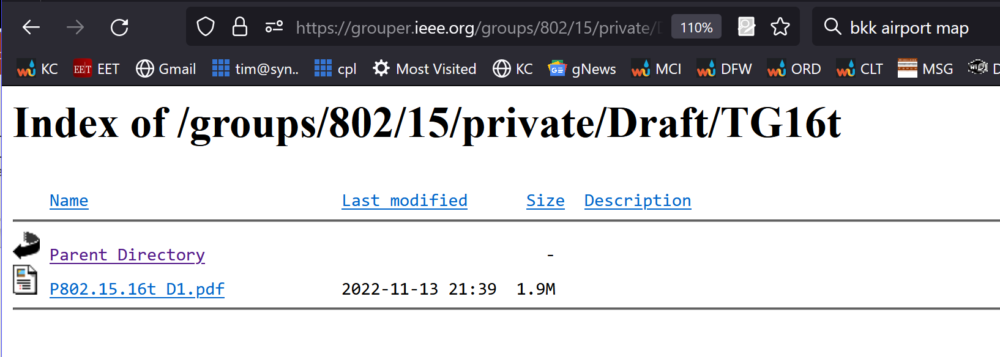 https://grouper.ieee.org/groups/802/15/private/ 110% bkk airport map
KC EET Gmail tim@syn.. cpl Most Visited KC gNews MCI DFW ORD CLT MSG
Index of /groups/802/15/private/Draft/TG16t
Name Last modified Size Description
Parent Directory -
P802.15.16t D1.pdf 2022-11-13 21:39 1.9M